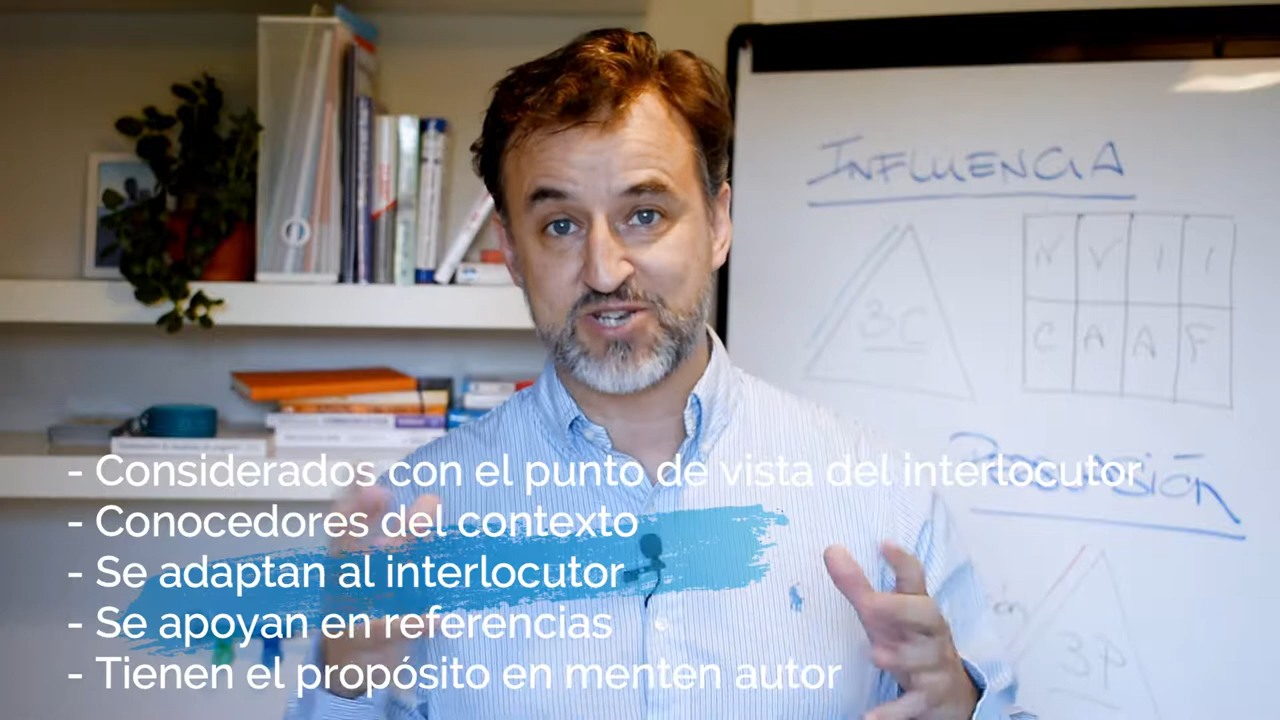 INFLUENCIA
3C
N V I I
C A A F
Persuasión
3P
- Considerados con el punto de vista del interlocutor
- Conocedores del contexto
- Se adaptan al interlocutor
- Se apoyan en referencias
- Tienen el propósito en menten autor